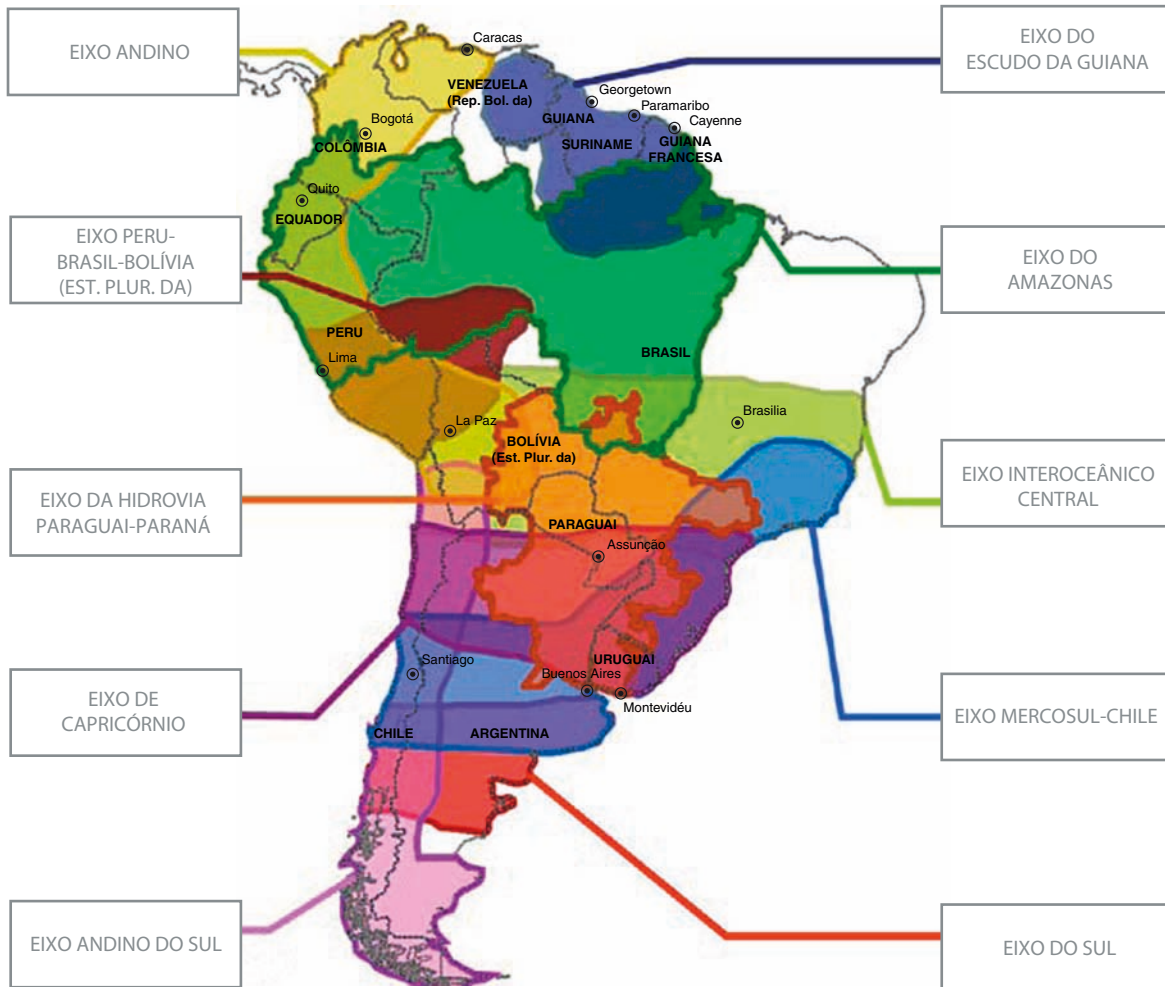 EIXO ANDINO
EIXO DO
ESCUDO DA GUIANA
Caracas
VENEZUELA
(Rep. Bol. da)
Georgetown
Paramaribo
GUIANA
Cayenne
Bogotá
COLÔMBIA
SURINAME
GUIANA
FRANCESA
Quito
EQUADOR
EIXO PERU-
BRASIL-BOLÍVIA
(EST. PLUR. DA)
EIXO DO
AMAZONAS
PERU
Lima
BRASIL
La Paz
Brasilia
BOLÍVIA
(Est. Plur. da)
EIXO DA HIDROVIA
PARAGUAI-PARANÁ
EIXO INTEROCEÂNICO
CENTRAL
PARAGUAI
Assunção
Santiago
URUGUAI
Buenos Aires
Montevidéu
EIXO DE
CAPRICÓRNIO
EIXO MERCOSUL-CHILE
CHILE
ARGENTINA
EIXO ANDINO DO SUL
EIXO DO SUL